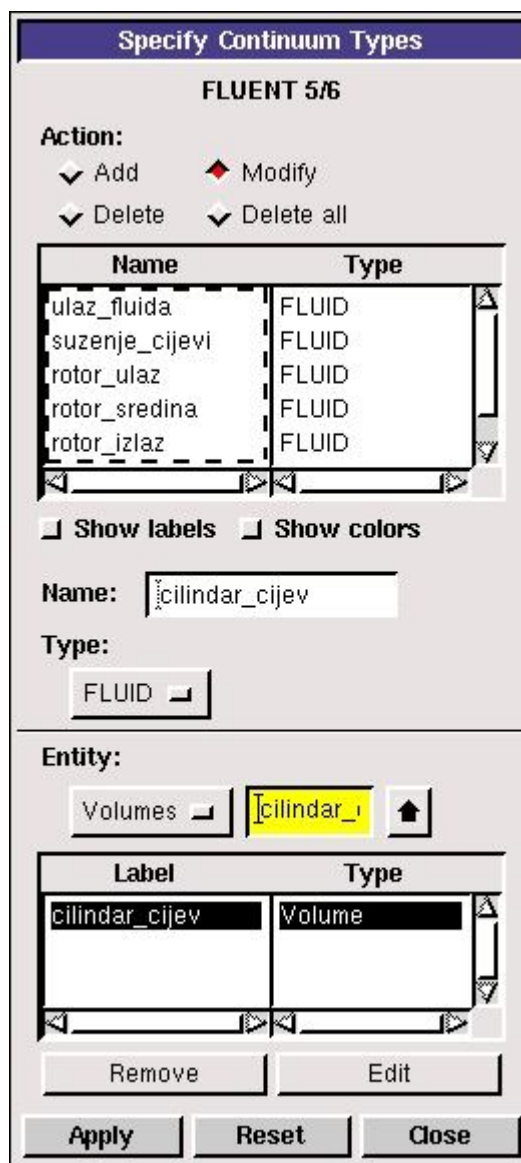 Specify Continuum Types
FLUENT 5/6
Action:
Add Modify
Delete Delete all
Name Type
ulaz_fluida FLUID
suzenje_cijevi FLUID
rotor_ulaz FLUID
rotor_sredina FLUID
rotor_izlaz FLUID
Show labels Show colors
Name: cilindar_cijev
Type:
FLUID
Entity:
Volumes cilindar_
Label Type
cilindar_cijev Volume
Remove Edit
Apply Reset Close